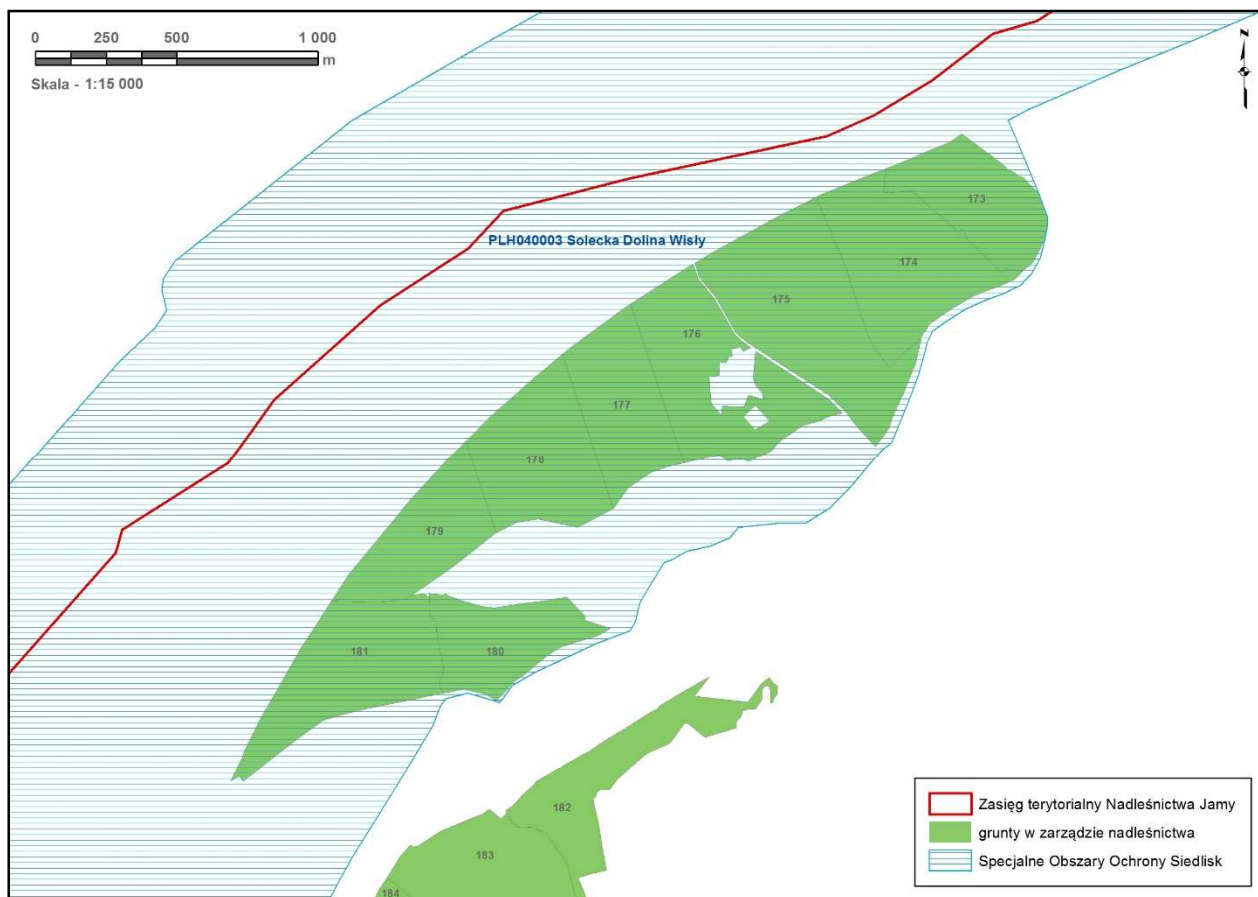 0 250 500 1 000
m
Skala - 1:15 000
N
173
PLH040003 Solecka Dolina Wisły
174
175
176
177
178
179
181
180
182
183
184
Zasięg terytorialny Nadleśnictwa Jamy
grunty w zarządzie nadleśnictwa
Specjalne Obszary Ochrony Siedlisk